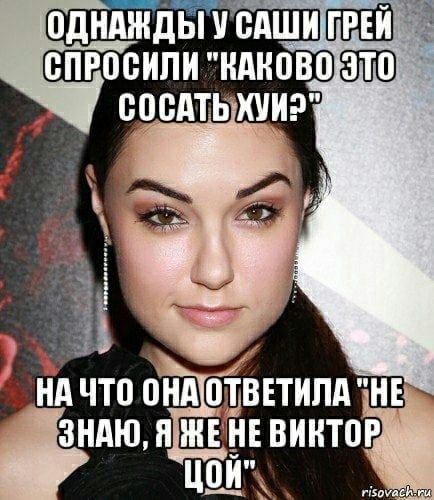 ОДНАЖДЫ У САШИ ГРЕЙ
СПРОСИЛИ "КАКОВО ЭТО
СОСАТЬ ХУИ?"
НА ЧТО ОНА ОТВЕТИЛА "НЕ
ЗНАЮ, Я ЖЕ НЕ ВИКТОР
ЦОЙ"
risovach.ru